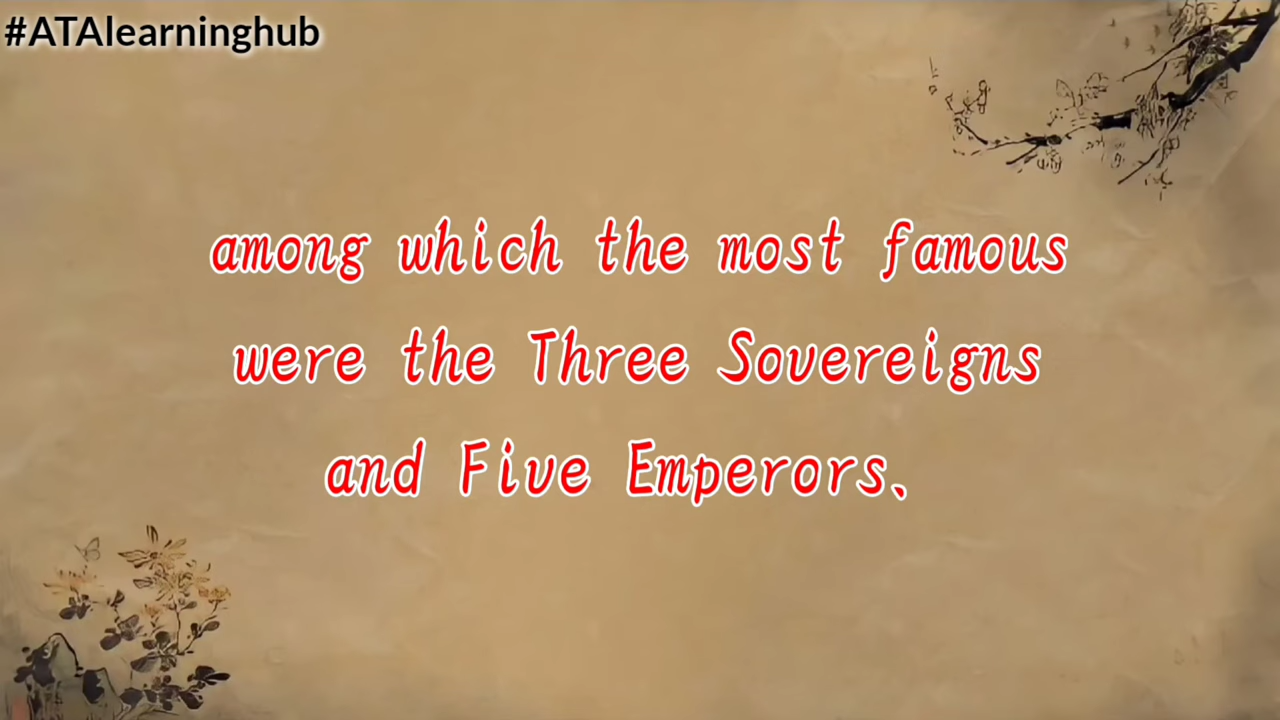 #ATAlearninghub
among which the most famous
were the Three Sovereigns
and Five Emperors、